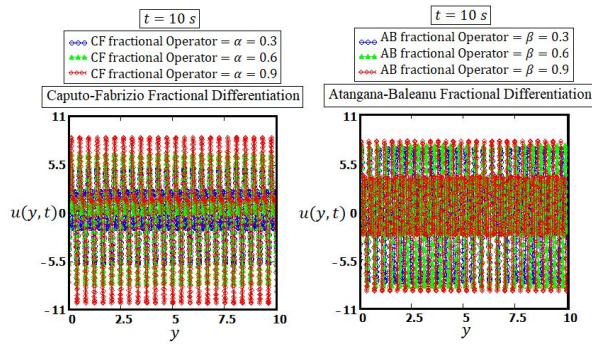 t = 10 s
CF fractional Operator = α = 0.3
CF fractional Operator = α = 0.6
CF fractional Operator = α = 0.9
Caputo-Fabrizio Fractional Differentiation
11
5.5
u(y,t) 0
-5.5
-11
0 2.5 5 7.5 10
y
t = 10 s
AB fractional Operator = β = 0.3
AB fractional Operator = β = 0.6
AB fractional Operator = β = 0.9
Atangana-Baleanu Fractional Differentiation
11
5.5
u(y,t) 0
-5.5
-11
0 2.5 5 7.5 10
y